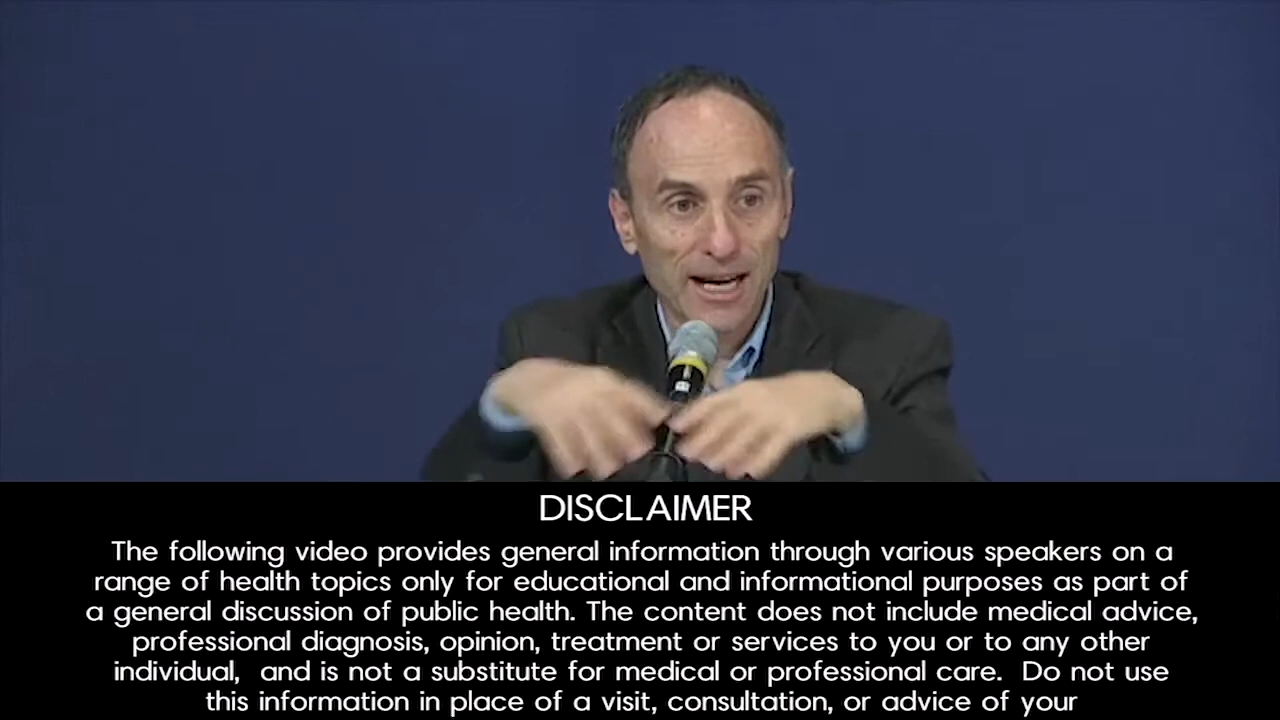 DISCLAIMER
The following video provides general information through various speakers on a
range of health topics only for educational and informational purposes as part of
a general discussion of public health. The content does not include medical advice,
professional diagnosis, opinion, treatment or services to you or to any other
individual,  and is not a substitute for medical or professional care.  Do not use
this information in place of a visit, consultation, or advice of your